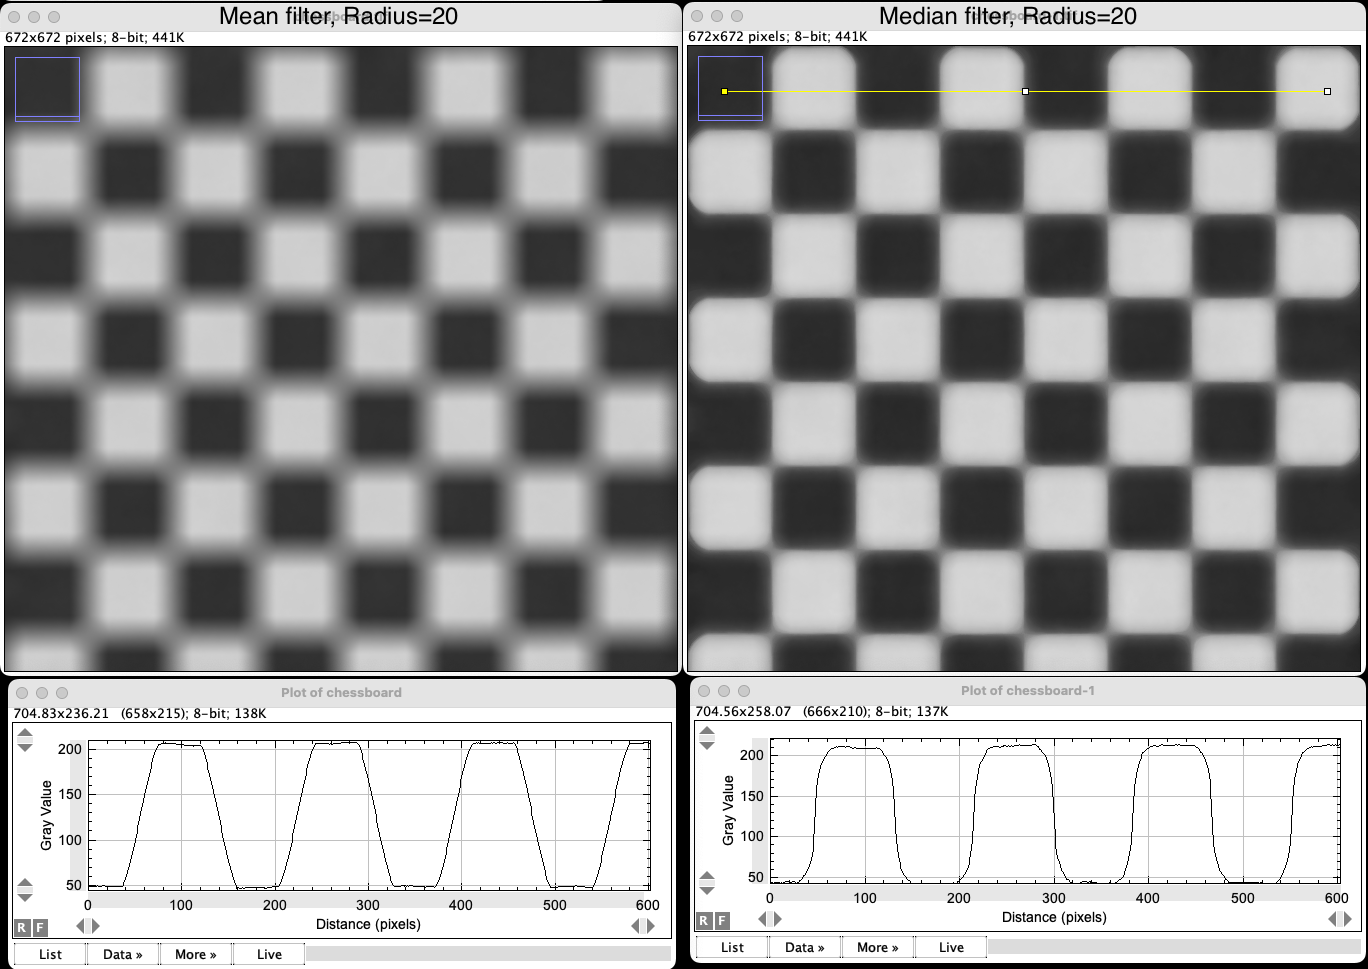 Mean filter, Radius=20
672x672 pixels; 8-bit; 441K
Median filter, Radius=20
672x672 pixels; 8-bit; 441K
Plot of chessboard
704.83x236.21 (658x215); 8-bit; 138K
200
150
100
50
Gray Value
0 100 200 300 400 500 600
Distance (pixels)
R F
List Data » More » Live
Plot of chessboard-1
704.56x258.07 (666x210); 8-bit; 137K
200
150
100
50
Gray Value
0 100 200 300 400 500 600
Distance (pixels)
R F
List Data » More » Live